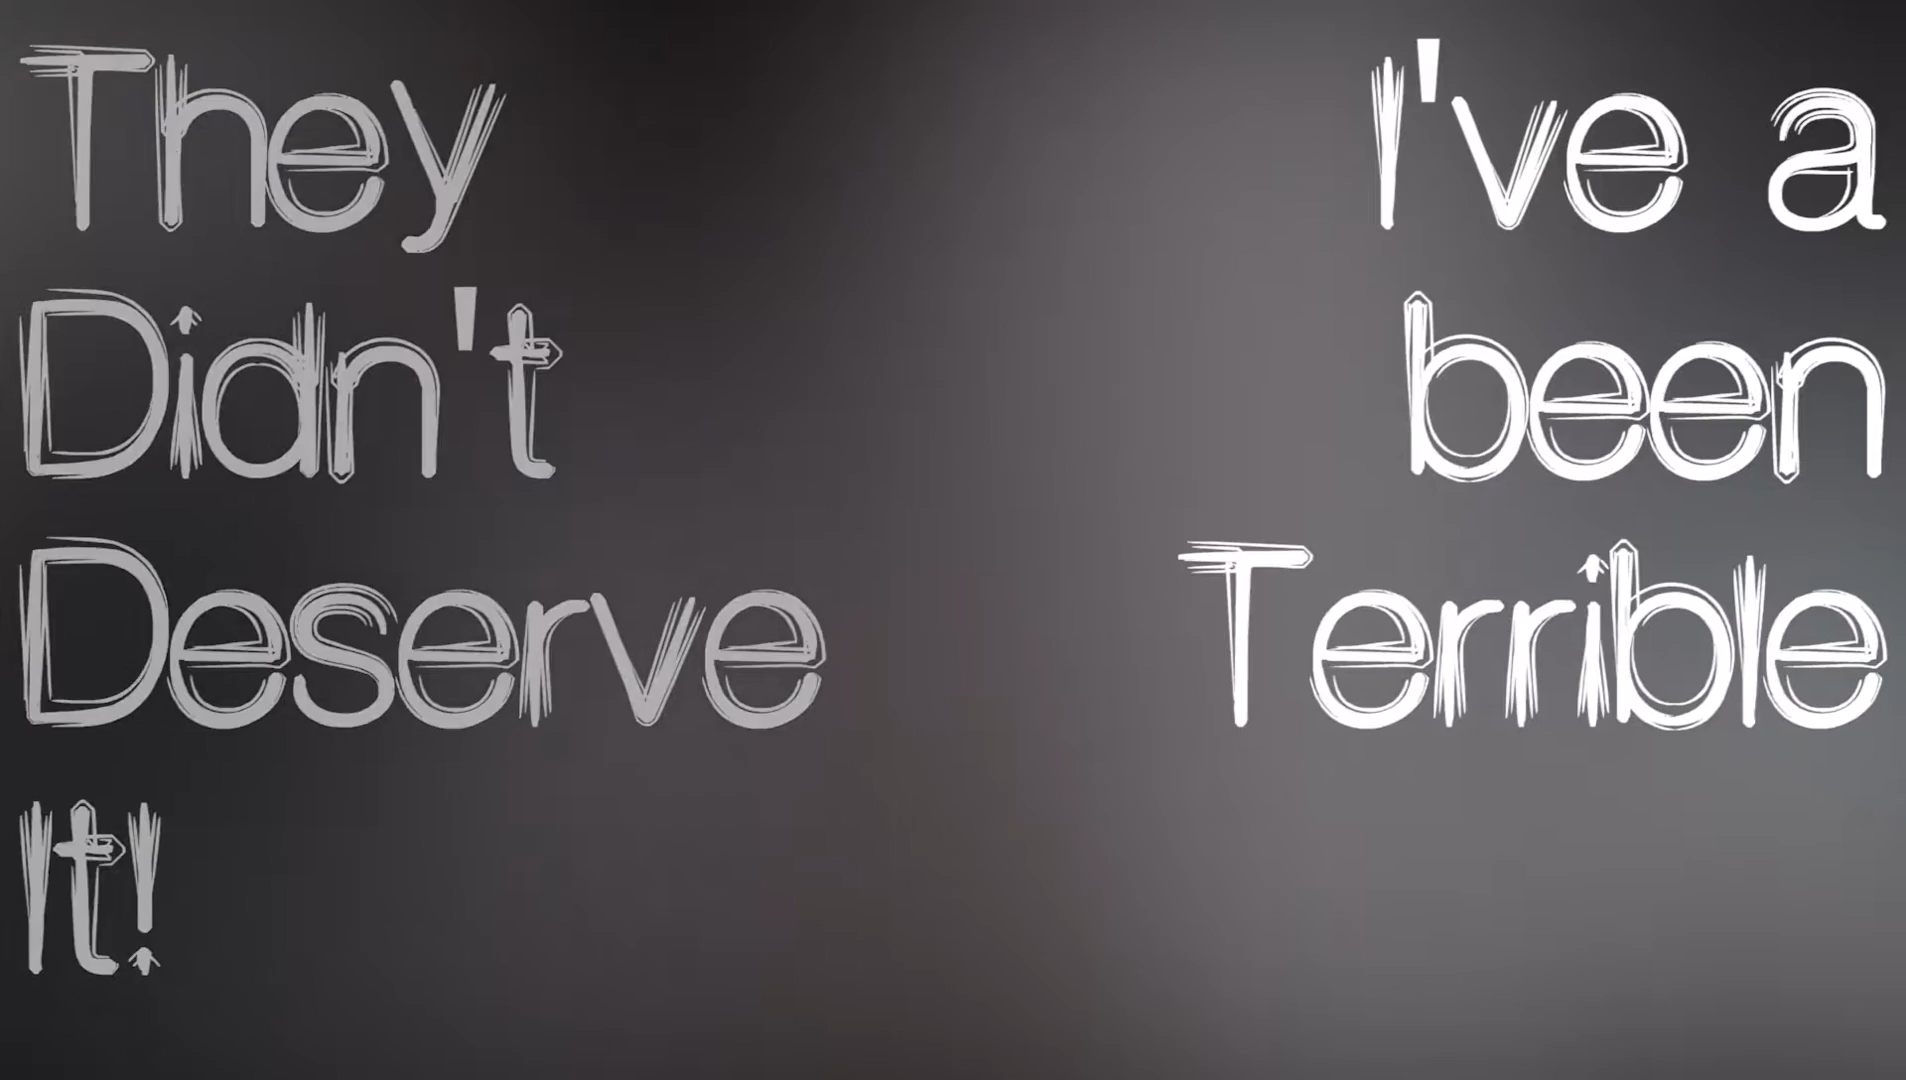 They
Didn't
Deserve
It!
I've a
been
Terrible